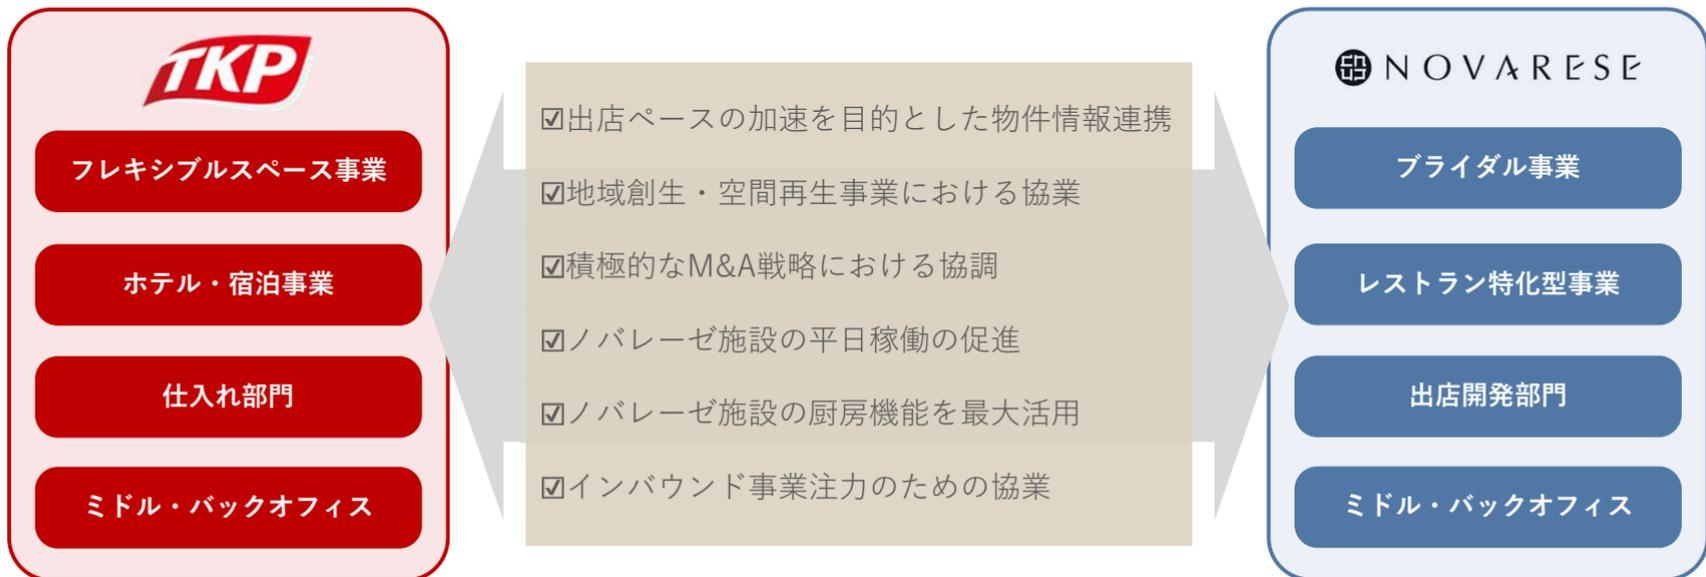 TKP
フレキシブルスペース事業
ホテル・宿泊事業
仕入れ部門
ミドル・バックオフィス
☑出店ペースの加速を目的とした物件情報連携
☑地域創生・空間再生事業における協業
☑積極的なM&A戦略における協調
☑ノバレーゼ施設の平日稼働の促進
☑ノバレーゼ施設の厨房機能を最大活用
☑インバウンド事業注力のための協業
NOVARESE
ブライダル事業
レストラン特化型事業
出店開発部門
ミドル・バックオフィス